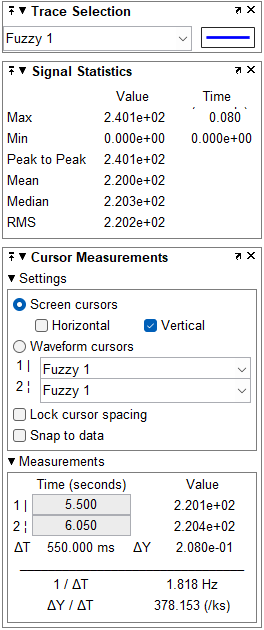 Trace Selection
Fuzzy 1
Signal Statistics
Value Time
Max 2.401e+02 0.080
Min 0.000e+00 0.000e+00
Peak to Peak 2.401e+02
Mean 2.200e+02
Median 2.203e+02
RMS 2.202e+02
Cursor Measurements
Settings
Screen cursors
Horizontal Vertical
Waveform cursors
1 | Fuzzy 1
2 ¦ Fuzzy 1
Lock cursor spacing
Snap to data
Measurements
Time (seconds) Value
1 | 5.500 2.201e+02
2 ¦ 6.050 2.204e+02
ΔT 550.000 ms ΔY 2.080e-01
1 / ΔT 1.818 Hz
ΔY / ΔT 378.153 (/ks)